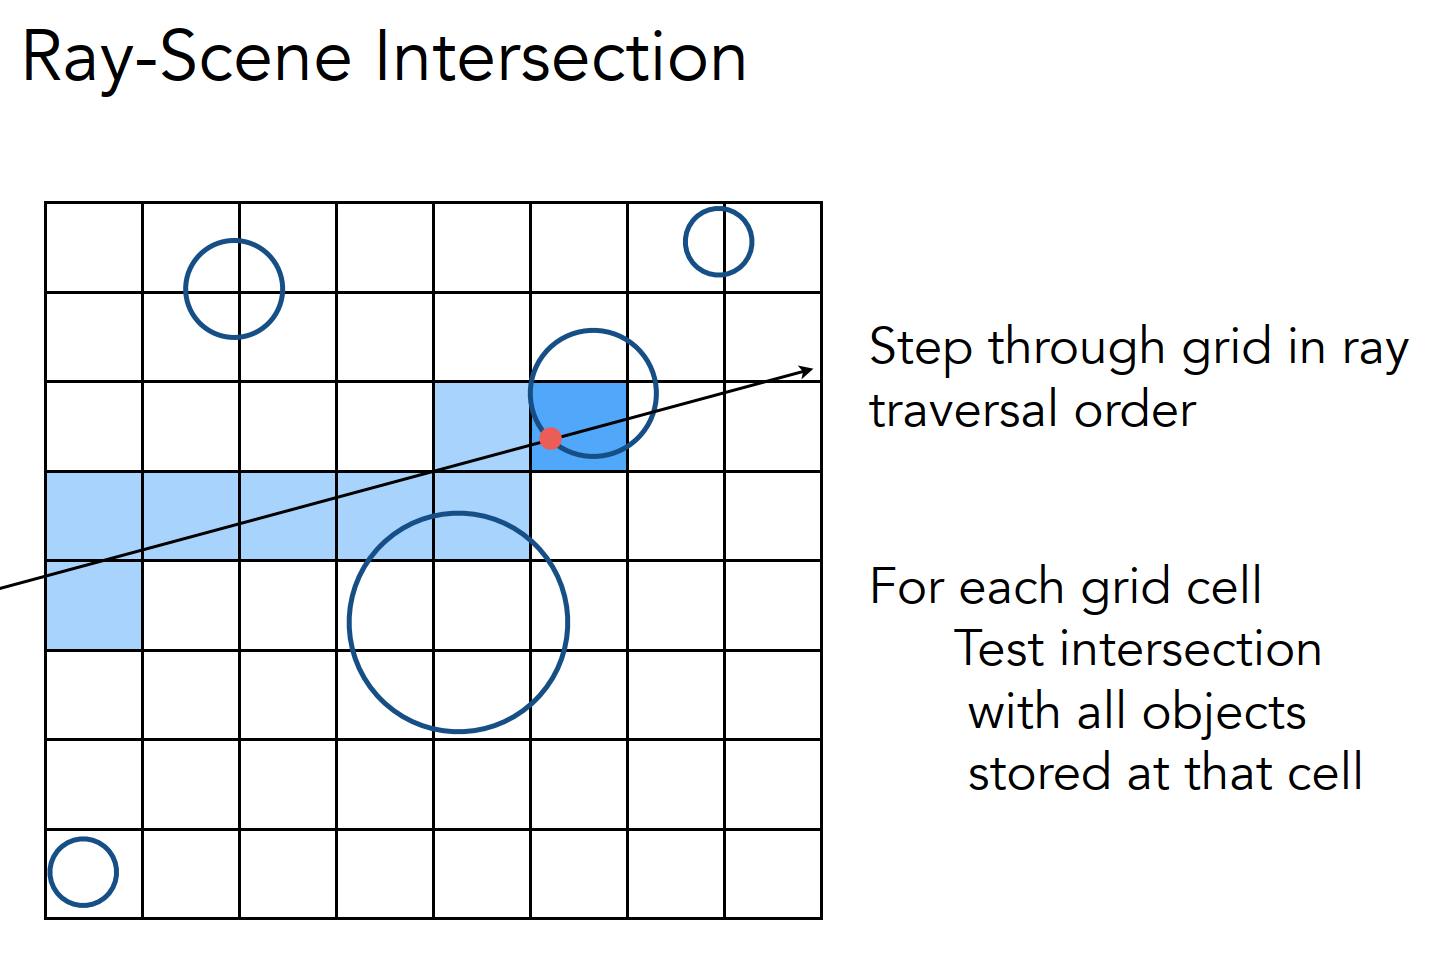 Ray-Scene Intersection
Step through grid in ray
traversal order
For each grid cell
Test intersection
with all objects
stored at that cell